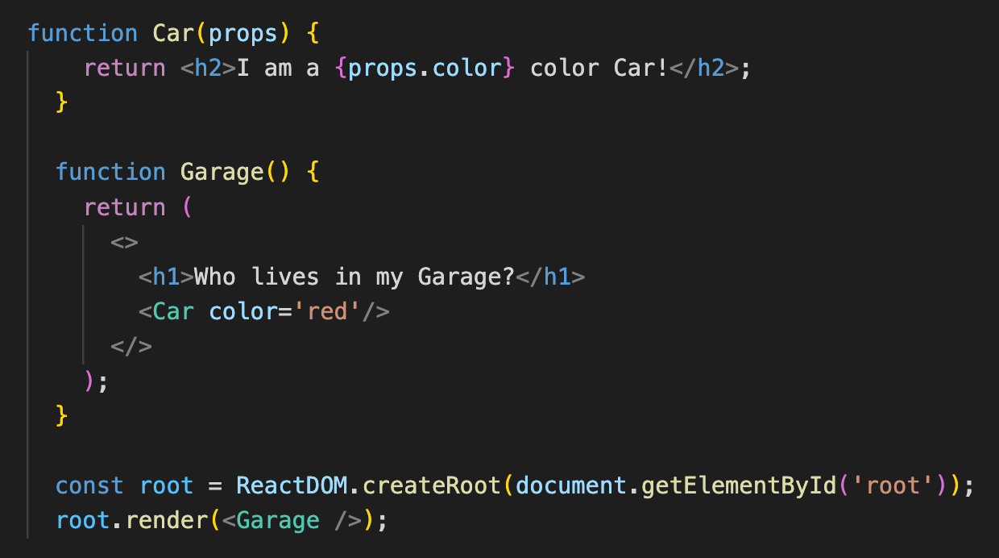 function Car(props) {
    return <h2>I am a {props.color} color Car!</h2>;
  }

  function Garage() {
    return (
      <>
        <h1>Who lives in my Garage?</h1>
        <Car color='red'/>
      </>
    );
  }

  const root = ReactDOM.createRoot(document.getElementById('root'));
  root.render(<Garage />);